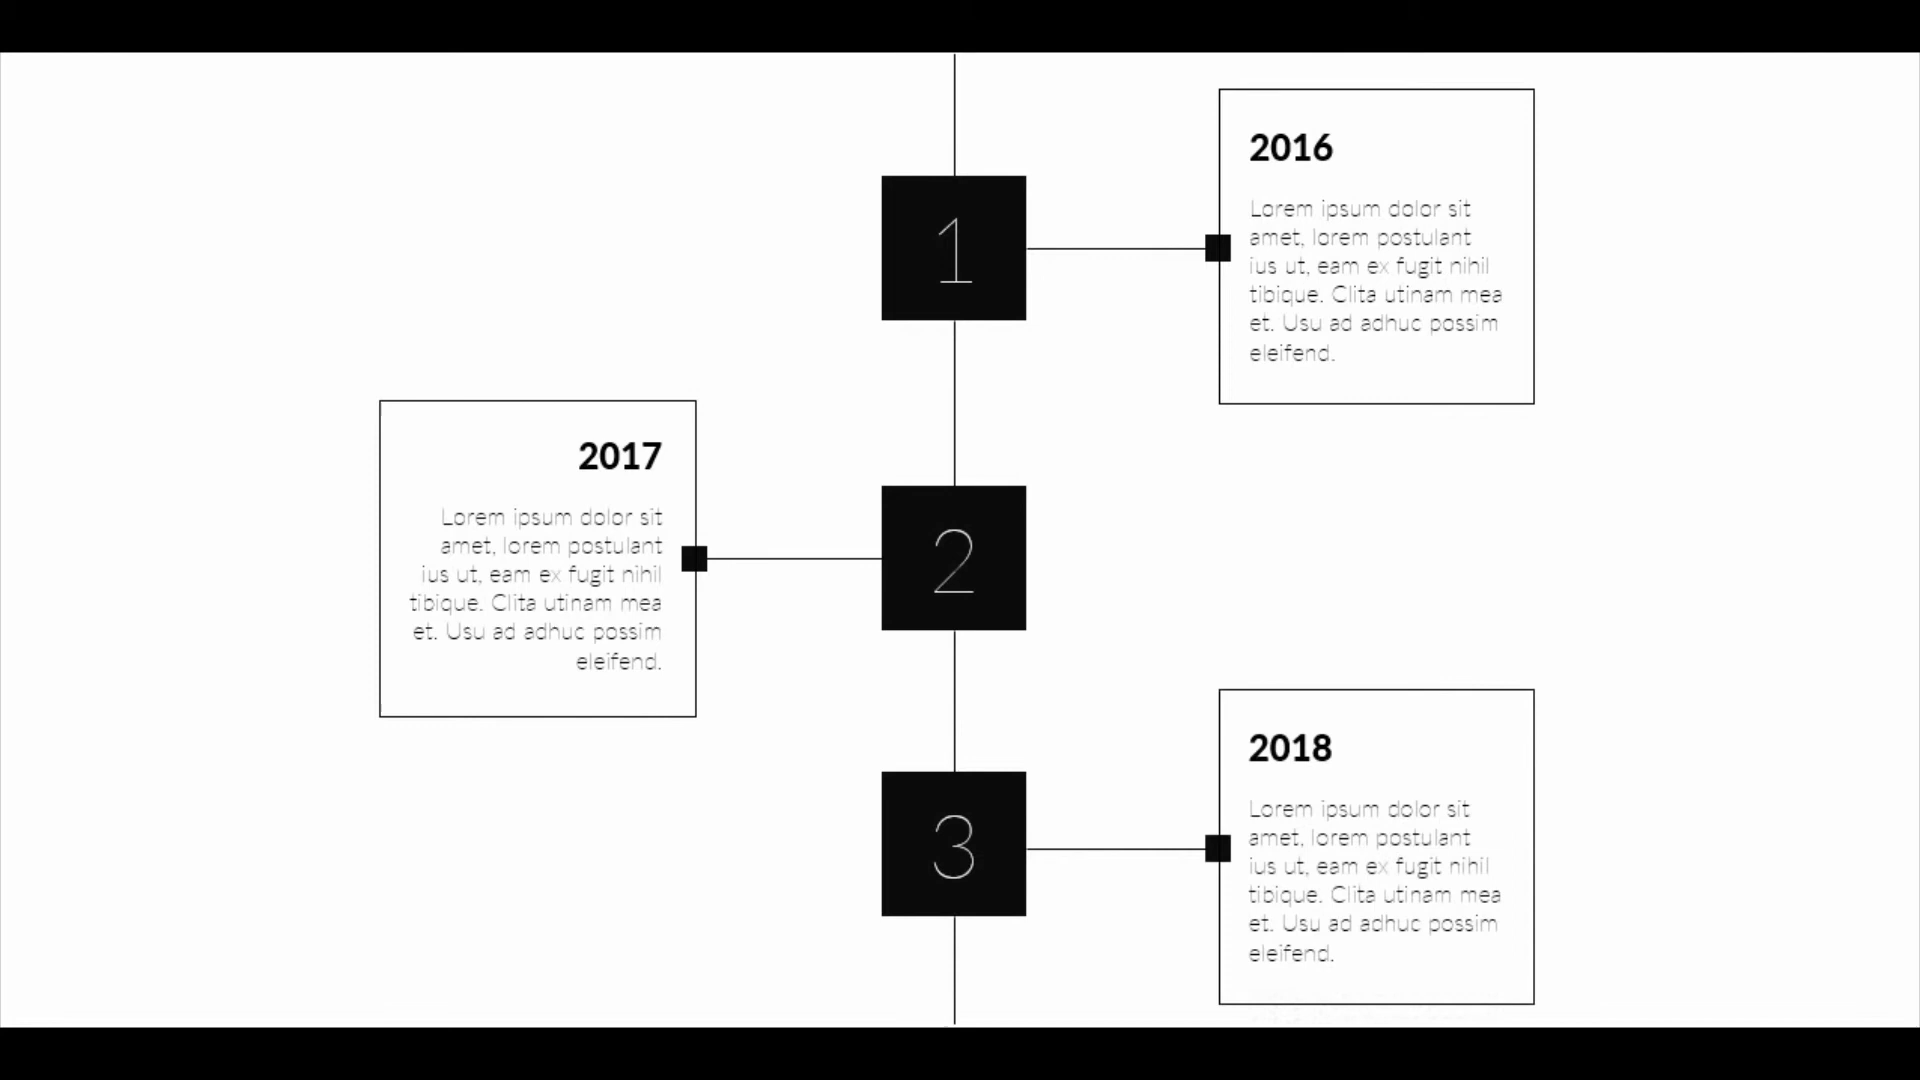 1
2016
Lorem ipsum dolor sit
amet, lorem postulant
ius ut, eam ex fugit nihil
tibique. Clita utinam mea
et. Usu ad adhuc possim
eleifend.
2
2017
Lorem ipsum dolor sit
amet, lorem postulant
ius ut, eam ex fugit nihil
tibique. Clita utinam mea
et. Usu ad adhuc possim
eleifend.
3
2018
Lorem ipsum dolor sit
amet, lorem postulant
ius ut, eam ex fugit nihil
tibique. Clita utinam mea
et. Usu ad adhuc possim
eleifend.